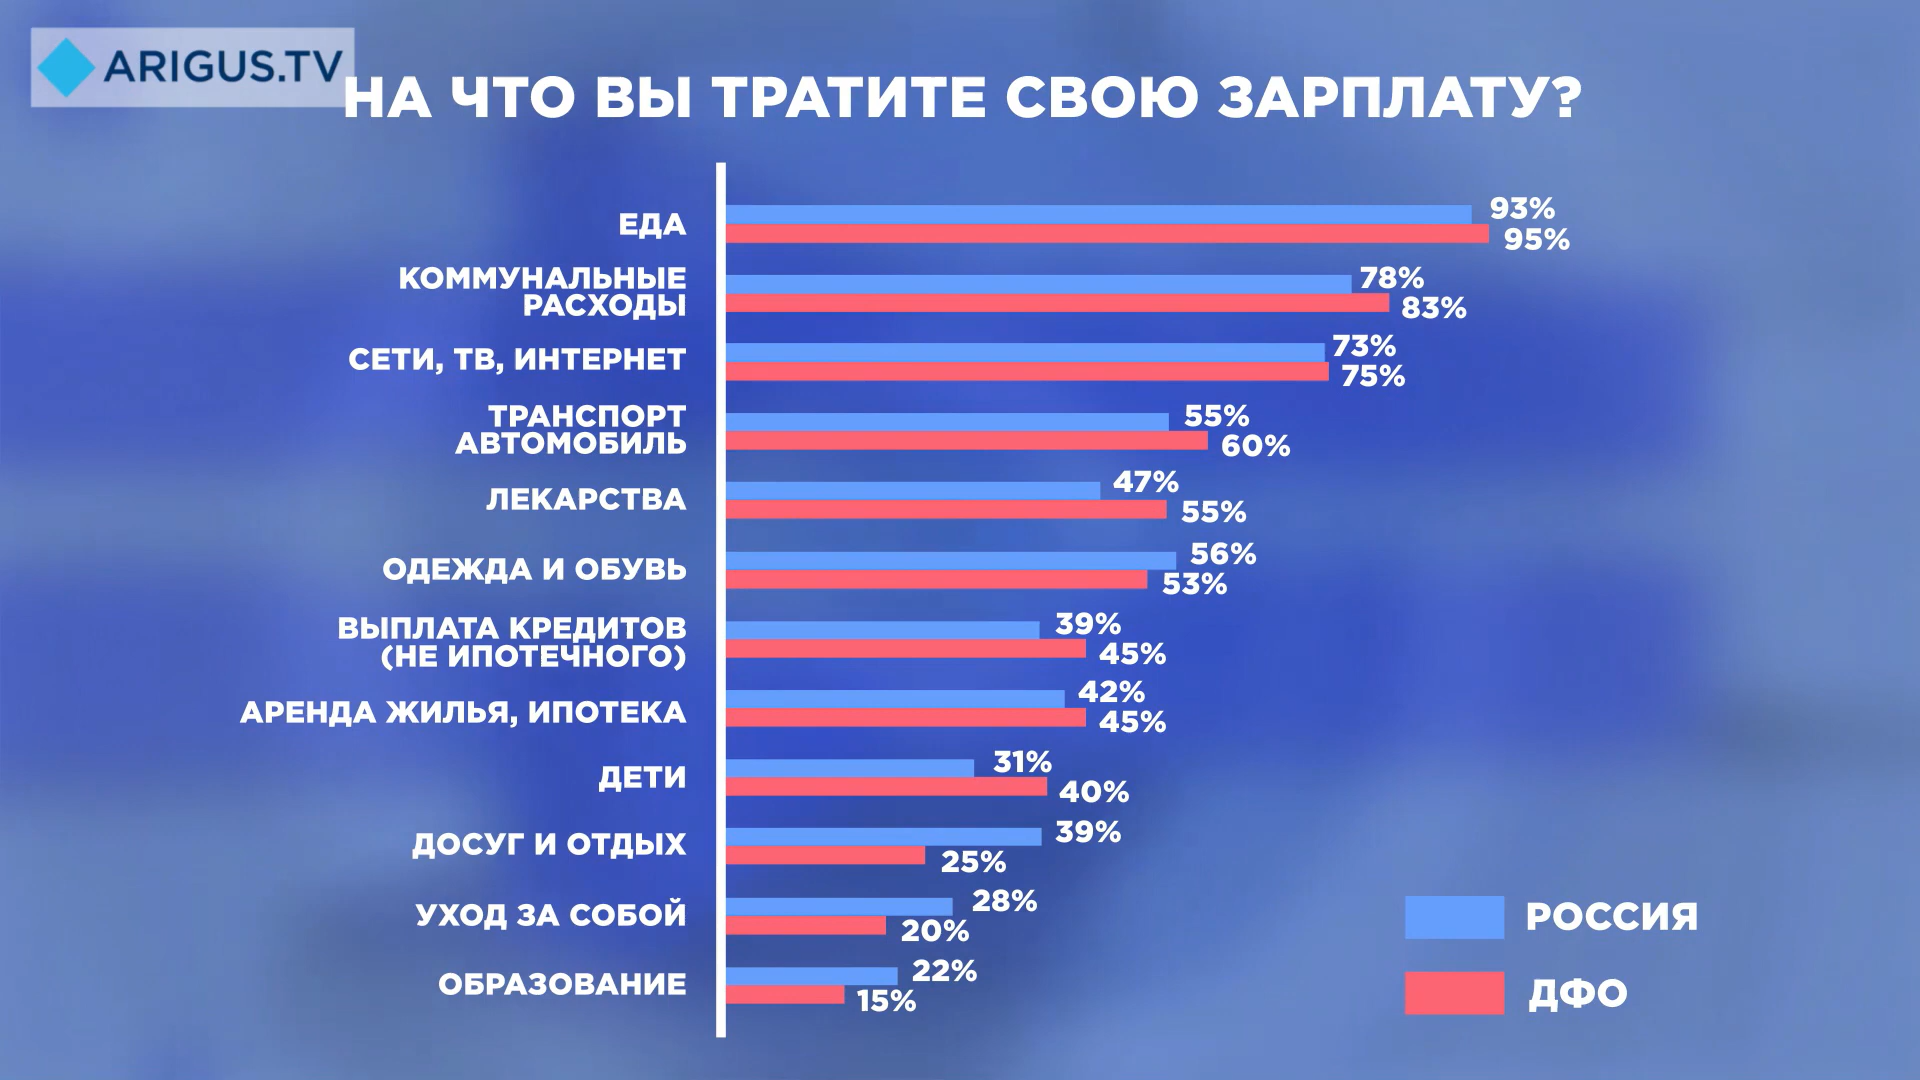 ARIGUS.TV
НА ЧТО ВЫ ТРАТИТЕ СВОЮ ЗАРПЛАТУ?
ЕДА
93%
95%
КОММУНАЛЬНЫЕ
РАСХОДЫ
78%
83%
СЕТИ, ТВ, ИНТЕРНЕТ
73%
75%
ТРАНСПОРТ
АВТОМОБИЛЬ
55%
60%
ЛЕКАРСТВА
47%
55%
ОДЕЖДА И ОБУВЬ
56%
53%
ВЫПЛАТА КРЕДИТОВ
(НЕ ИПОТЕЧНОГО)
39%
45%
АРЕНДА ЖИЛЬЯ, ИПОТЕКА
42%
45%
ДЕТИ
31%
40%
ДОСУГ И ОТДЫХ
39%
25%
УХОД ЗА СОБОЙ
28%
20%
ОБРАЗОВАНИЕ
22%
15%
РОССИЯ
ДФО